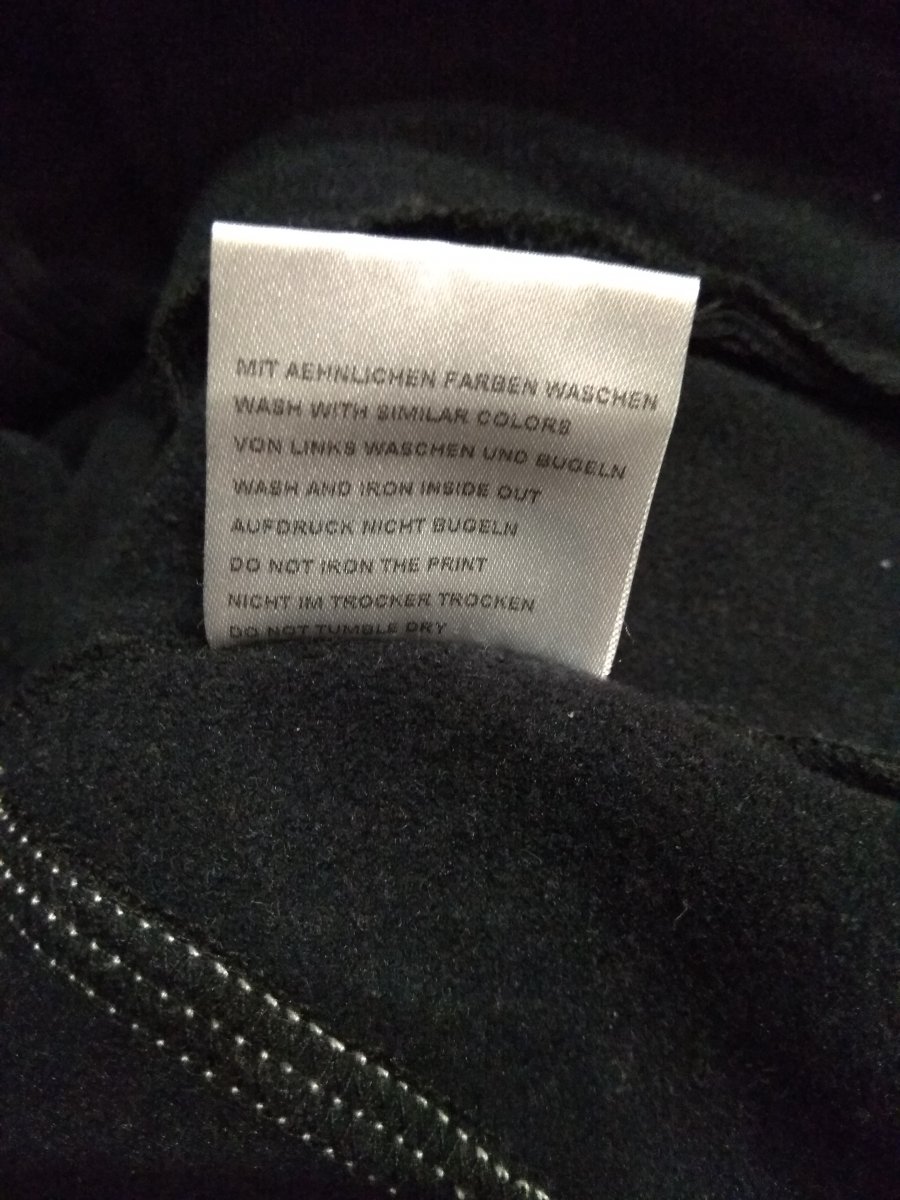 MIT AEHNLICHEN FARBEN WASCHEN
WASH WITH SIMILAR COLORS
VON LINKS WASCHEN UND BUGELN
WASH AND IRON INSIDE OUT
AUFDRUCK NICHT BUGELN
DO NOT IRON THE PRINT
NICHT IM TROCKER TROCKEN
DO NOT TUMBLE DRY